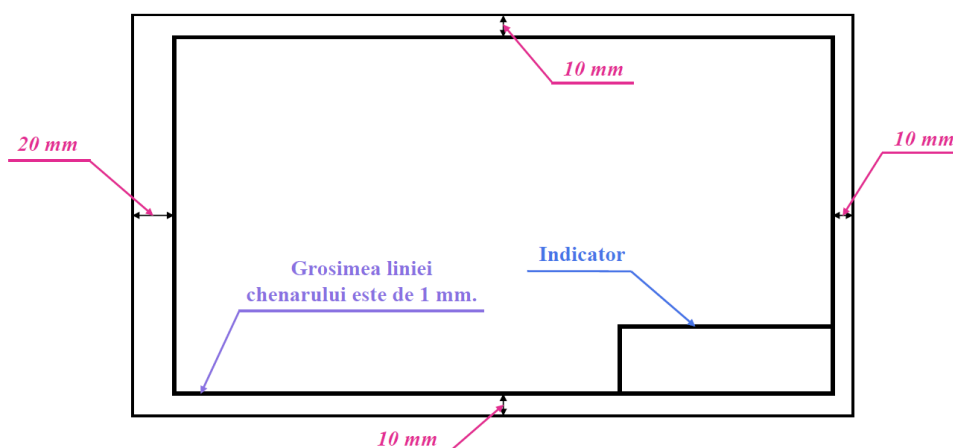 10 mm
20 mm
10 mm
Indicator
Grosimea liniei
chenarului este de 1 mm.
10 mm